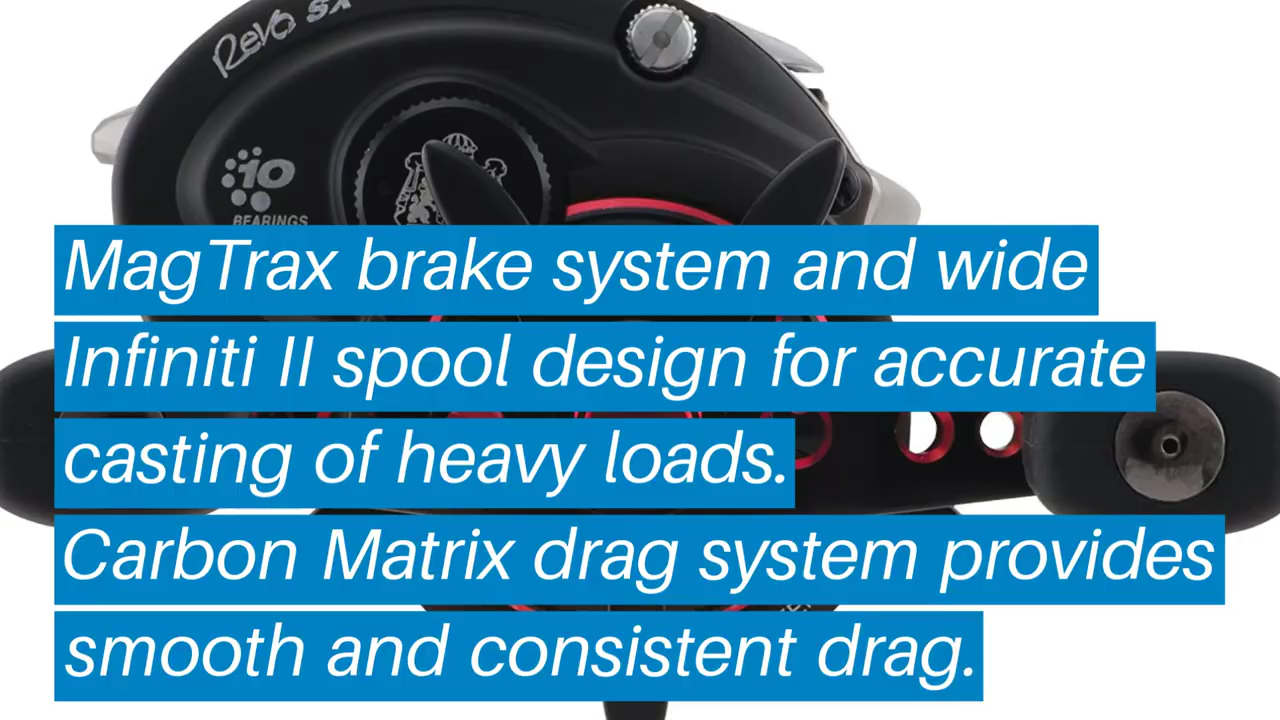 Revo SX
10
BEARINGS
MagTrax brake system and wide
Infiniti II spool design for accurate
casting of heavy loads.
Carbon Matrix drag system provides
smooth and consistent drag.